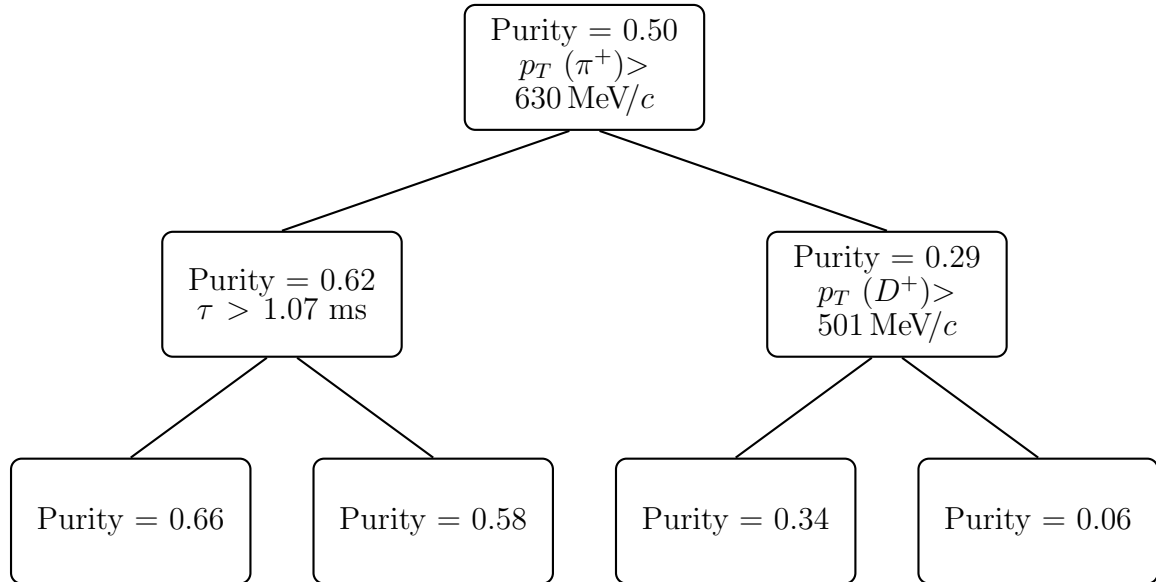 Purity = 0.50
p_T (π⁺)>
630 MeV/c
Purity = 0.62
τ > 1.07 ms
Purity = 0.29
p_T (D⁺)>
501 MeV/c
Purity = 0.66
Purity = 0.58
Purity = 0.34
Purity = 0.06